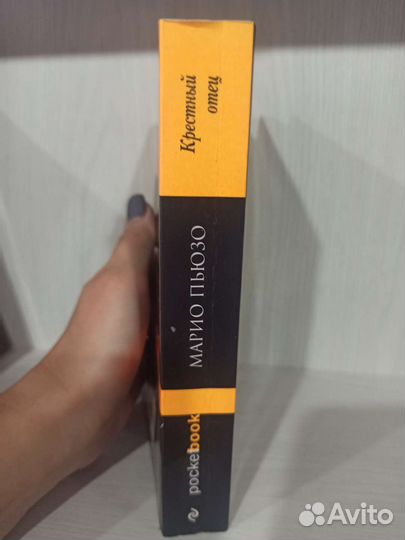 Крестный
отец
МАРИО ПЬЮЗО
pocketbook
Avito